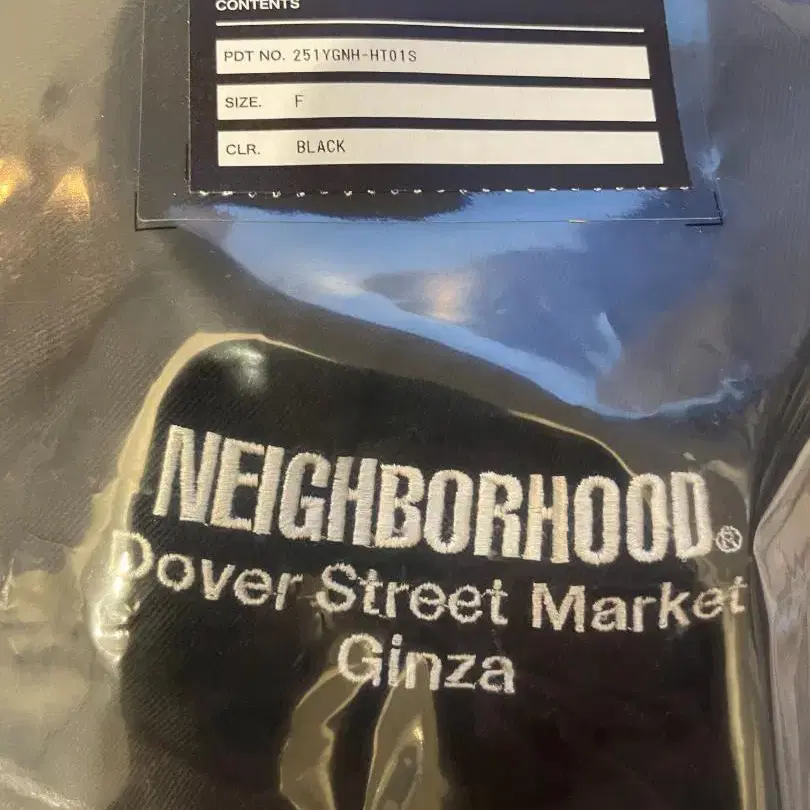 CONTENTS
PDT NO. 251YGNH-HT01S
SIZE. F
CLR. BLACK
NEIGHBORHOOD®
Dover Street Market
Ginza